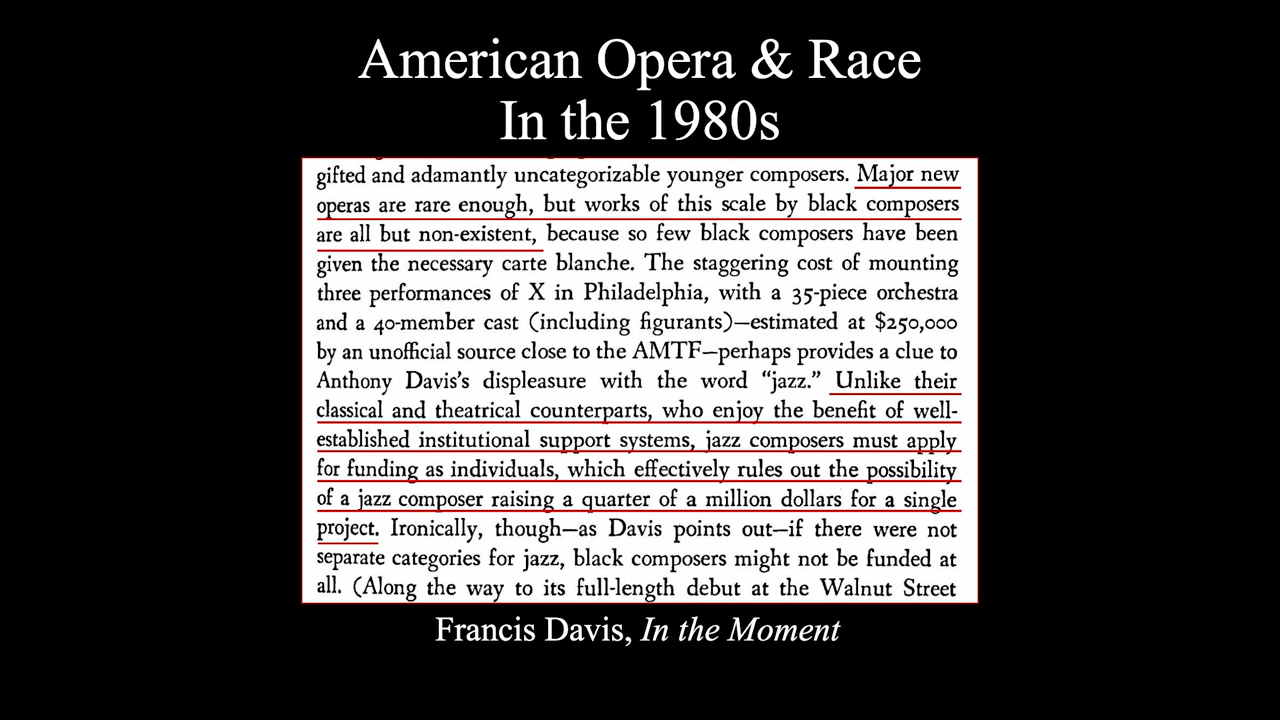 American Opera & Race
In the 1980s
gifted and adamantly uncategorizable younger composers. Major new
operas are rare enough, but works of this scale by black composers
are all but non-existent, because so few black composers have been
given the necessary carte blanche. The staggering cost of mounting
three performances of X in Philadelphia, with a 35-piece orchestra
and a 40-member cast (including figurants)—estimated at $250,000
by an unofficial source close to the AMTF—perhaps provides a clue to
Anthony Davis's displeasure with the word “jazz.” Unlike their
classical and theatrical counterparts, who enjoy the benefit of well-
established institutional support systems, jazz composers must apply
for funding as individuals, which effectively rules out the possibility
of a jazz composer raising a quarter of a million dollars for a single
project. Ironically, though—as Davis points out—if there were not
separate categories for jazz, black composers might not be funded at
all. (Along the way to its full-length debut at the Walnut Street
Francis Davis, In the Moment